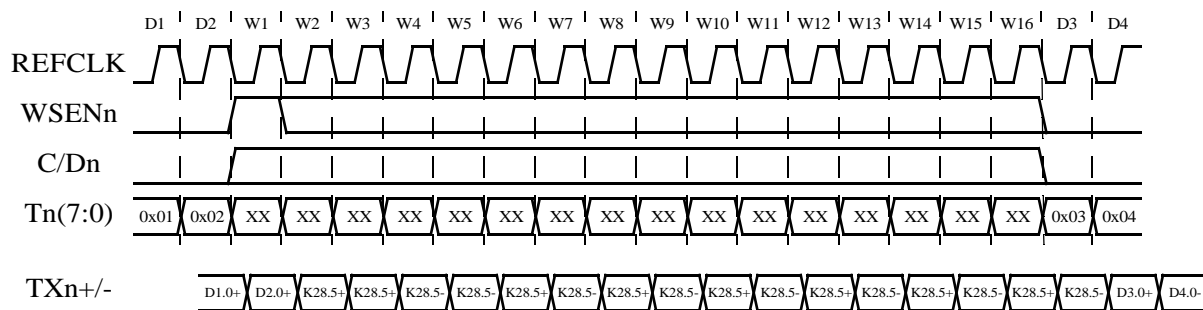 D1 D2 W1 W2 W3 W4 W5 W6 W7 W8 W9 W10 W11 W12 W13 W14 W15 W16 D3 D4
REFCLK
WSENn
C/Dn
Tn(7:0) 0x01 0x02 XX XX XX XX XX XX XX XX XX XX XX XX XX XX XX XX 0x03 0x04
TXn+/- D1.0+ D2.0+ K28.5+ K28.5+ K28.5- K28.5- K28.5+ K28.5- K28.5+ K28.5- K28.5+ K28.5- K28.5- K28.5- K28.5+ K28.5- K28.5+ K28.5- D3.0+ D4.0-